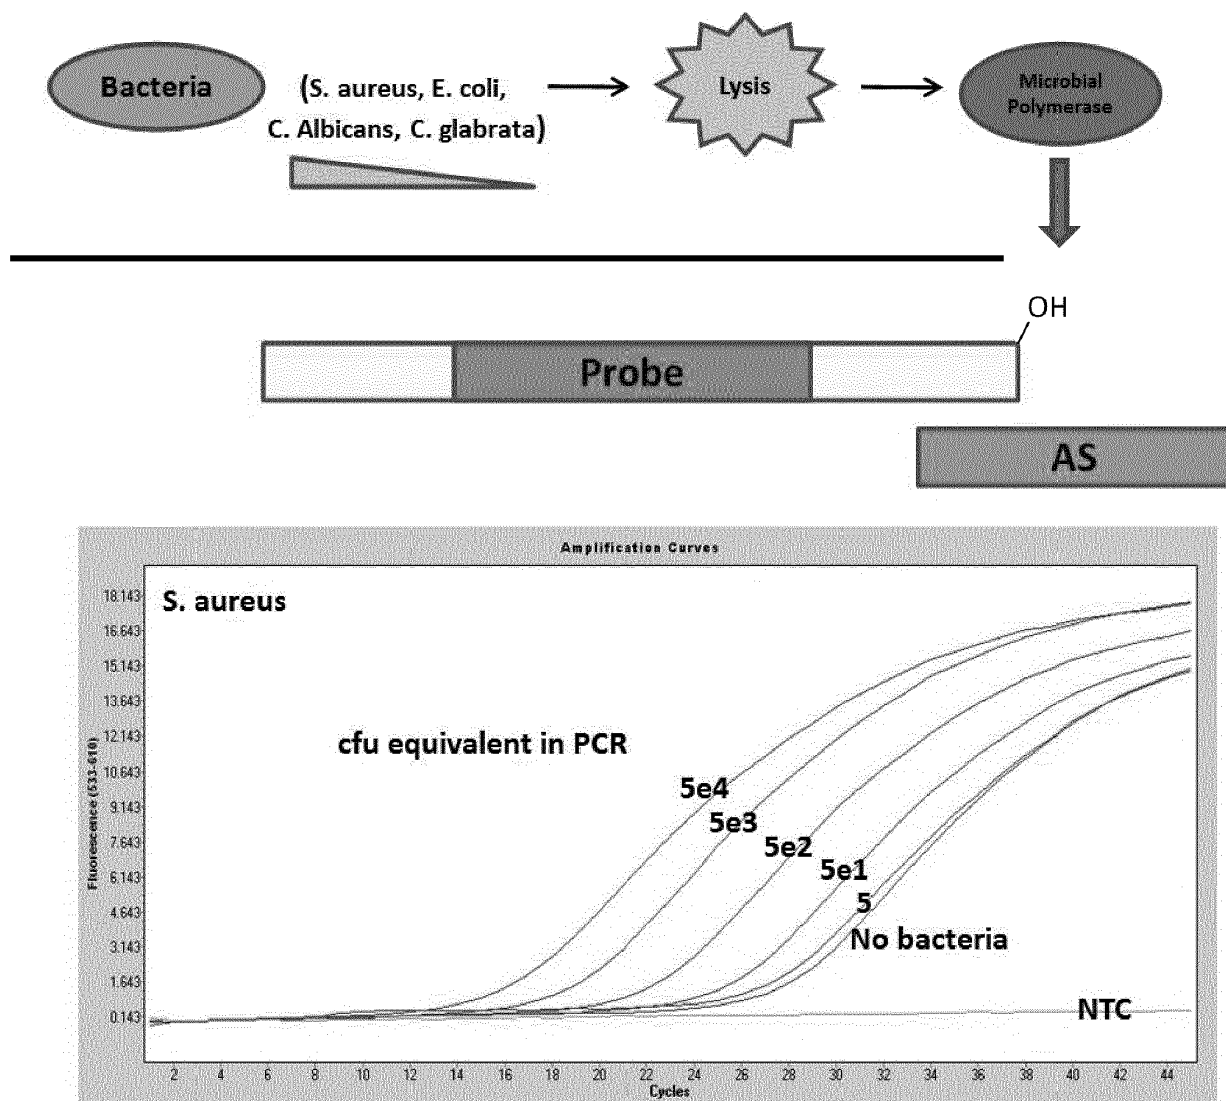 Bacteria
(S. aureus, E. coli,
C. Albicans, C. glabrata)
Lysis
Microbial
Polymerase
OH
Probe
AS
Amplification Curves
S. aureus
cfu equivalent in PCR
5e4
5e3
5e2
5e1
5
No bacteria
NTC
Fluorescence (533-610)
18.143
16.643
15.143
13.643
12.143
10.643
9.143
7.643
6.143
4.643
3.143
1.643
0.143
2 4 6 8 10 12 14 16 18 20 22 24 26 28 30 32 34 36 38 40 42 44
Cycles